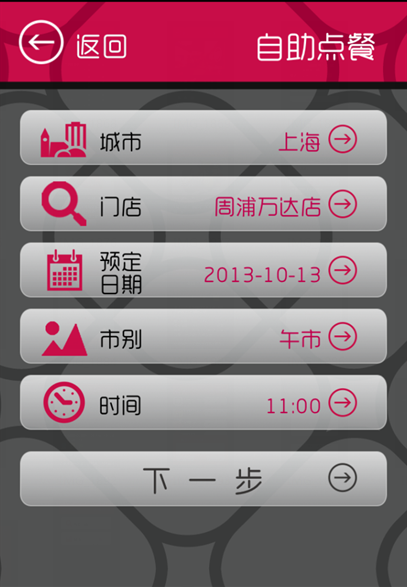 返回 自助点餐
城市 上海
门店 周浦万达店
预定
日期 2013-10-13
市别 午市
时间 11:00
下一步